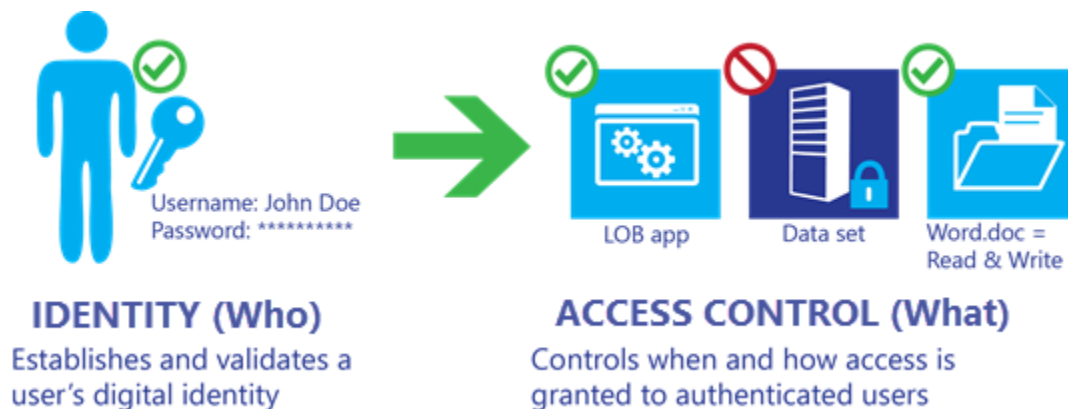 Username: John Doe
Password: **********
IDENTITY (Who)
Establishes and validates a
user's digital identity
LOB app
Data set
Word.doc =
Read & Write
ACCESS CONTROL (What)
Controls when and how access is
granted to authenticated users